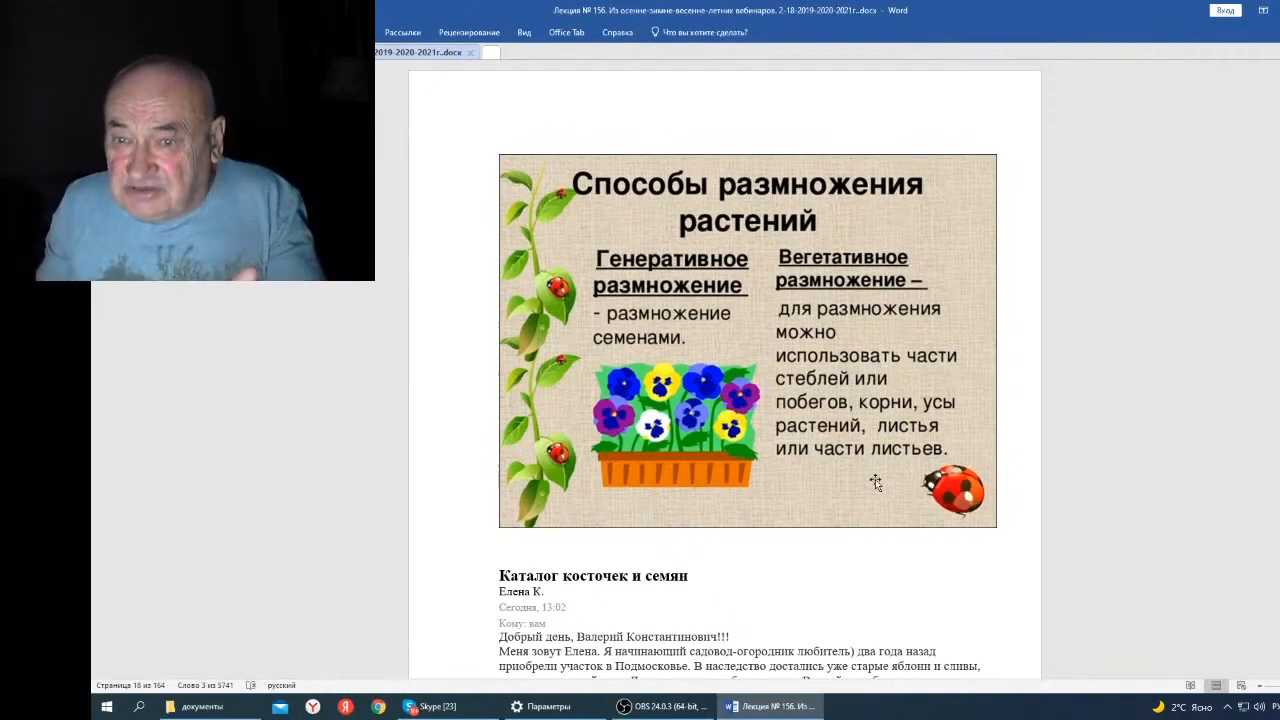 Лекция № 156. Из осенне-зимне-весенне-летних вебинаров. 2-18-2019-2020-2021г..docx - Word
Вход
Рассылки Рецензирование Вид Office Tab Справка Что вы хотите сделать?
2019-2020-2021г..docx
Способы размножения
растений
Генеративное
размножение
- размножение
семенами.
Вегетативное
размножение –
для размножения
можно
использовать части
стеблей или
побегов, корни, усы
растений, листья
или части листьев.
Каталог косточек и семян
Елена К.
Сегодня, 13:02
Кому: вам
Добрый день, Валерий Константинович!!!
Меня зовут Елена. Я начинающий садовод-огородник любитель) два года назад
приобрели участок в Подмосковье. В наследство достались уже старые яблони и сливы,
Страница 18 из 164 Слово 3 из 5741 русский
документы Skype [23] Параметры OBS 24.0.3 (64-bit, ... Лекция № 156. Из ... 2°C Ясно